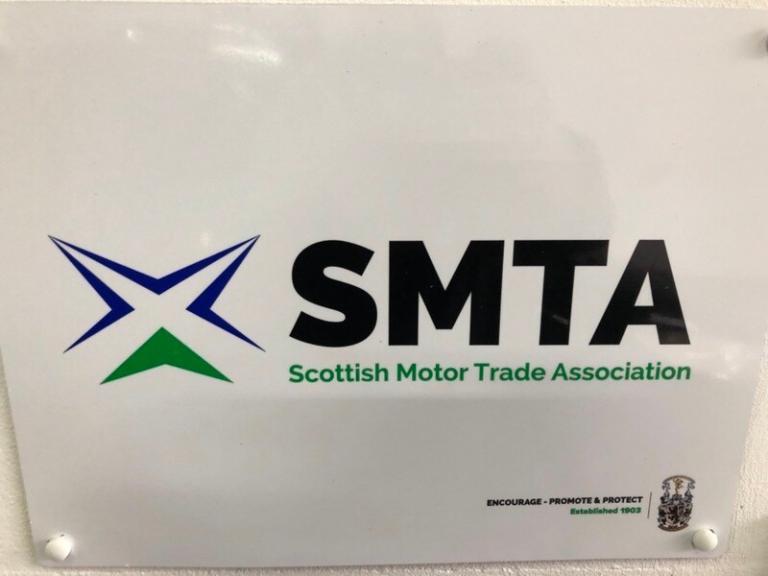 SMTA
Scottish Motor Trade Association
ENCOURAGE - PROMOTE & PROTECT
Established 1903